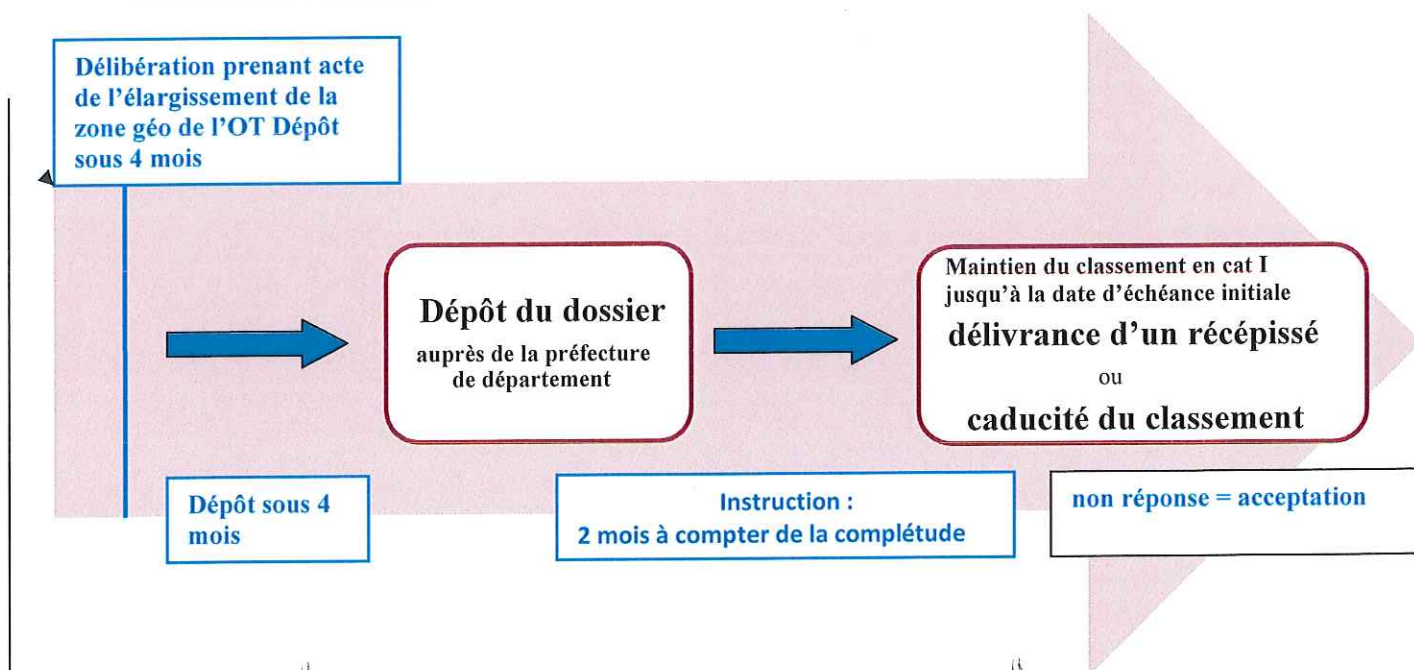 Délibération prenant acte
de l'élargissement de la
zone géo de l'OT Dépôt
sous 4 mois
Dépôt du dossier
auprès de la préfecture
de département
Maintien du classement en cat I
jusqu'à la date d'échéance initiale
délivrance d'un récépissé
ou
caducité du classement
Dépôt sous 4
mois
Instruction :
2 mois à compter de la complétude
non réponse = acceptation